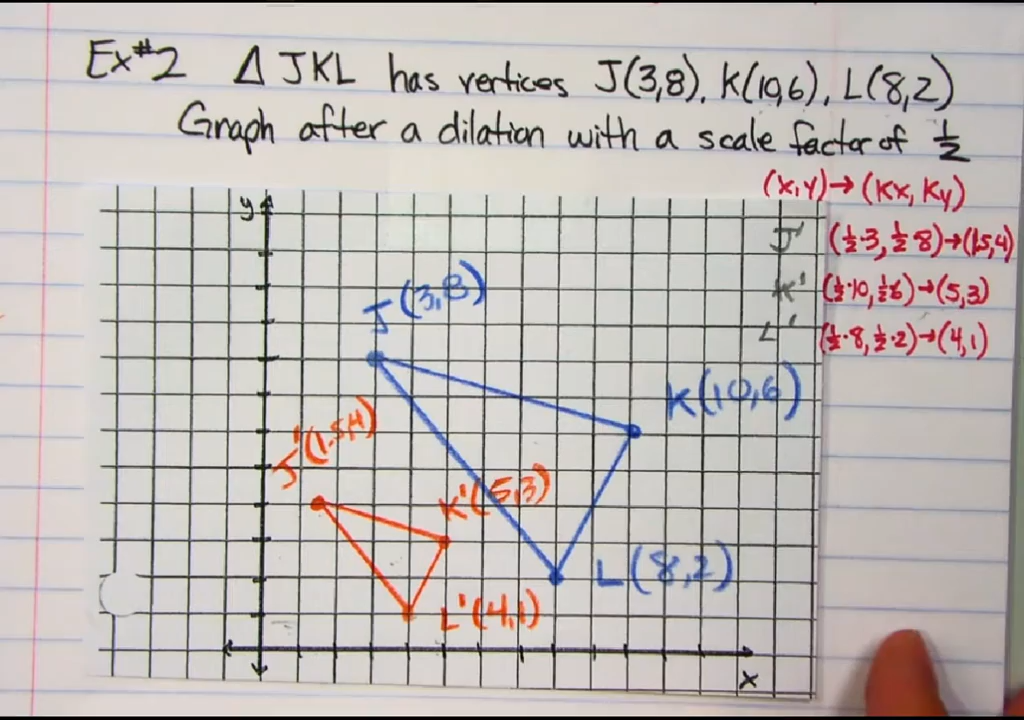 Ex#2 Δ JKL has vertices J(3,8), K(10,6), L(8,2)
Graph after a dilation with a scale factor of 1/2
(x,y)→(Kx, Ky)
J' (1/2·3, 1/2·8)→(1.5,4)
K' (1/2·10, 1/2·6)→(5,3)
L' (1/2·8, 1/2·2)→(4,1)
y
J(3,8)
K(10,6)
J'(1.5,4)
K'(5,3)
L(8,2)
L'(4,1)
x